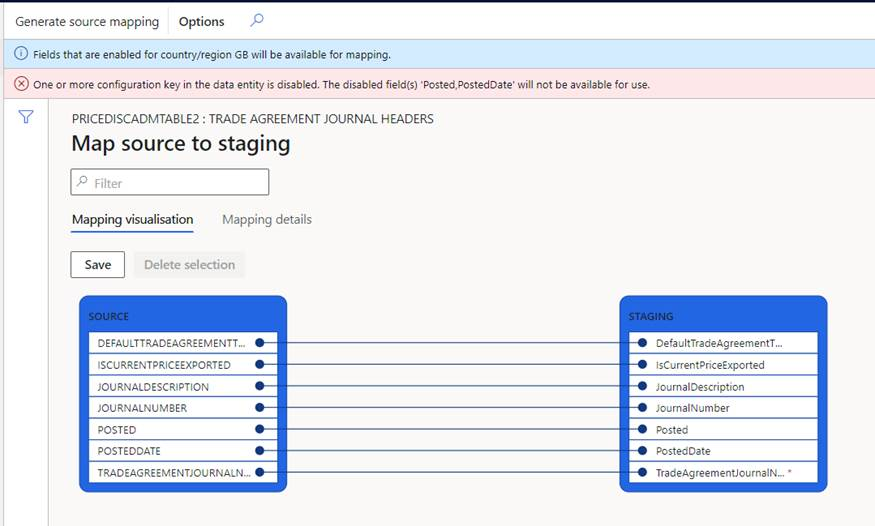 Generate source mapping Options
Fields that are enabled for country/region GB will be available for mapping.
One or more configuration key in the data entity is disabled. The disabled field(s) 'Posted,PostedDate' will not be available for use.
PRICEDISCADMTABLE2 : TRADE AGREEMENT JOURNAL HEADERS
Map source to staging
Filter
Mapping visualisation Mapping details
Save Delete selection
SOURCE STAGING
DEFAULTTRADEAGREEMENTT... DefaultTradeAgreementT...
ISCURRENTPRICEEXPORTED IsCurrentPriceExported
JOURNALDESCRIPTION JournalDescription
JOURNALNUMBER JournalNumber
POSTED Posted
POSTEDDATE PostedDate
TRADEAGREEMENTJOURNALN... TradeAgreementJournalN... *